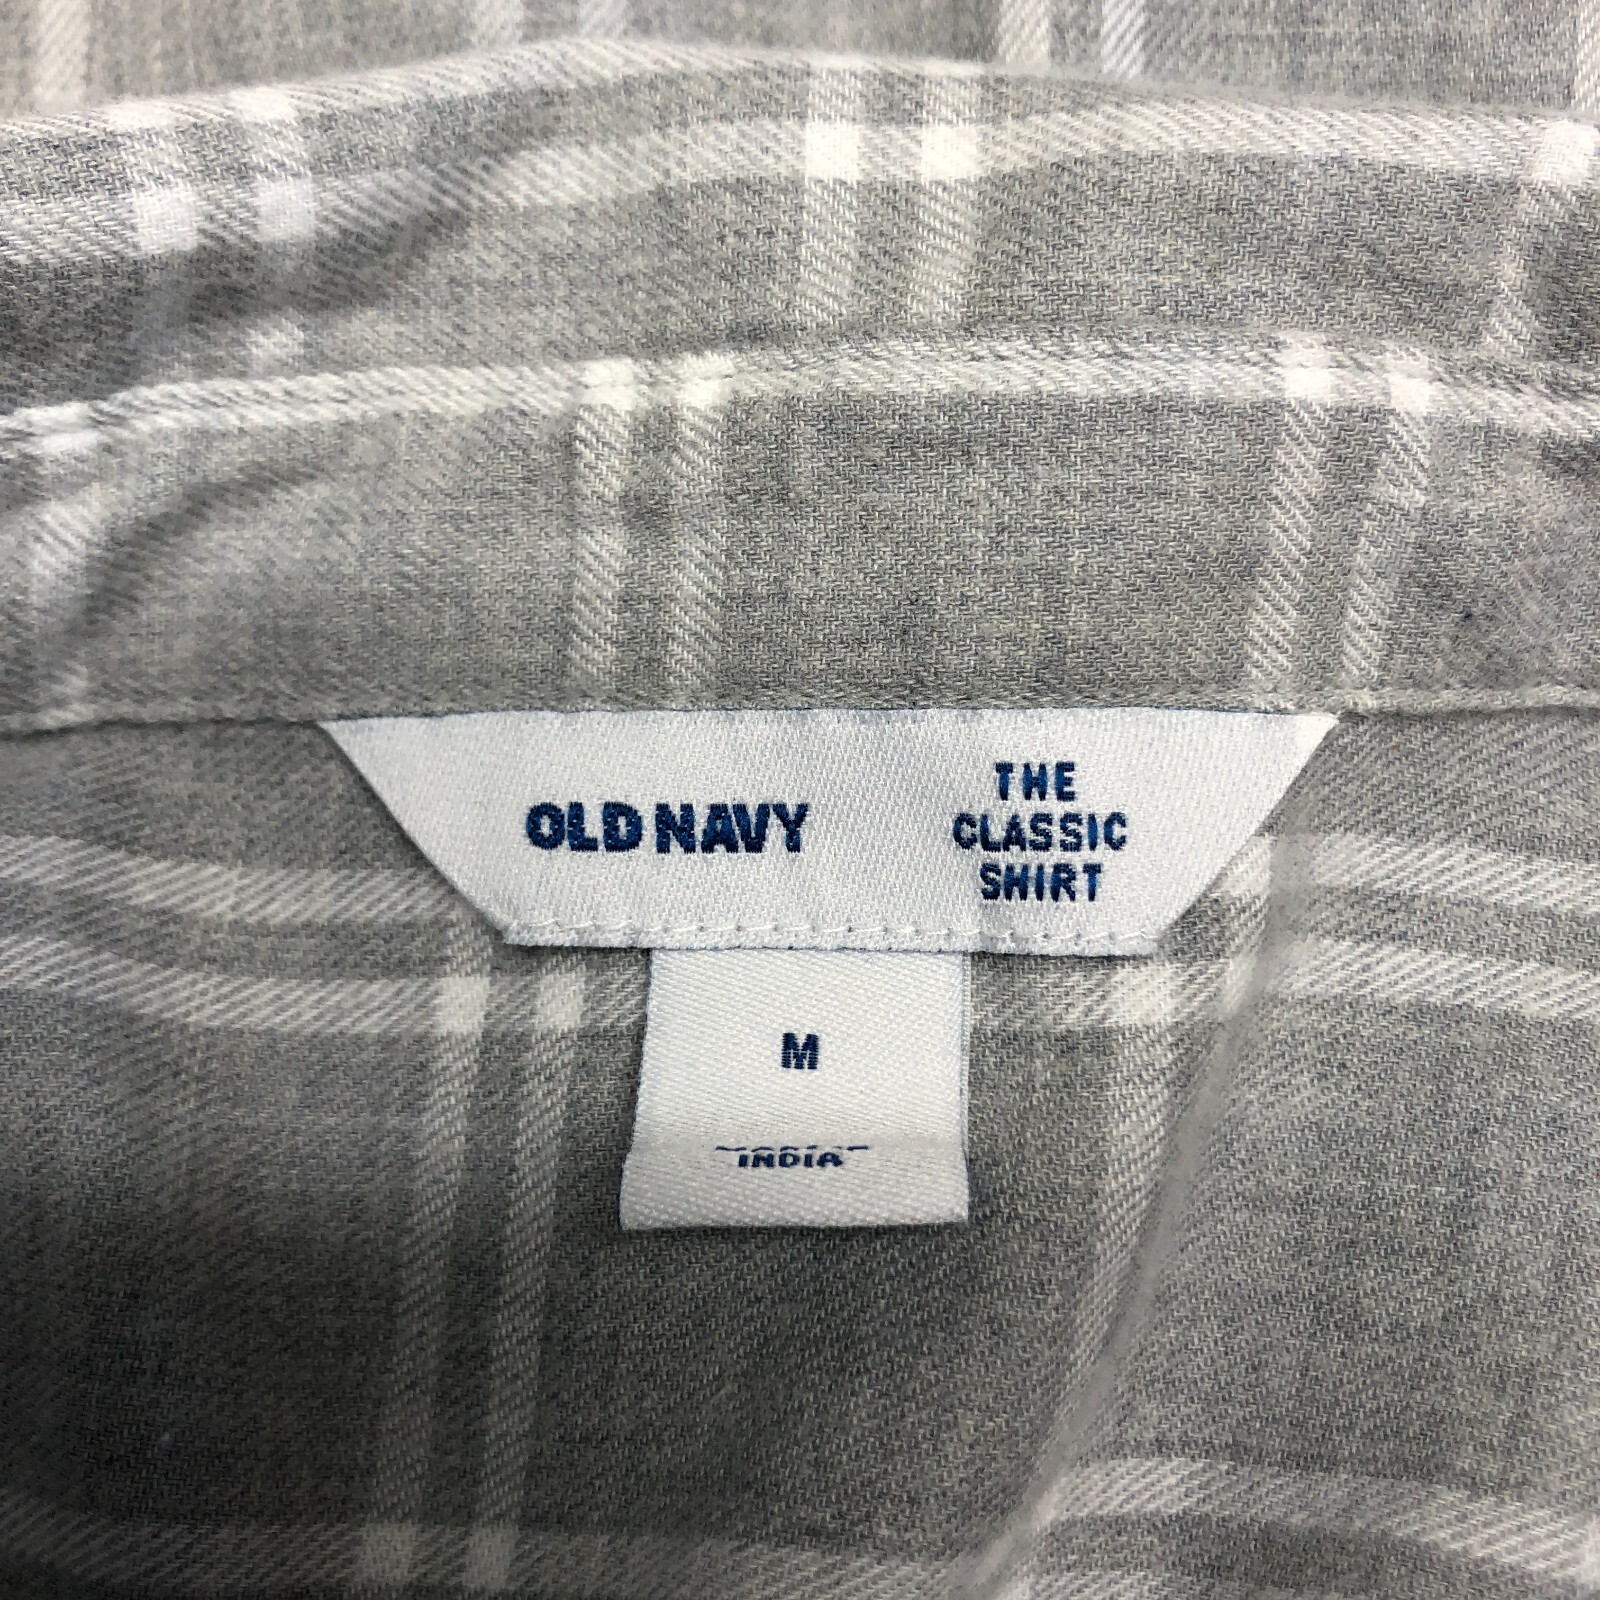 OLD NAVY
THE
CLASSIC
SHIRT
M
INDIA